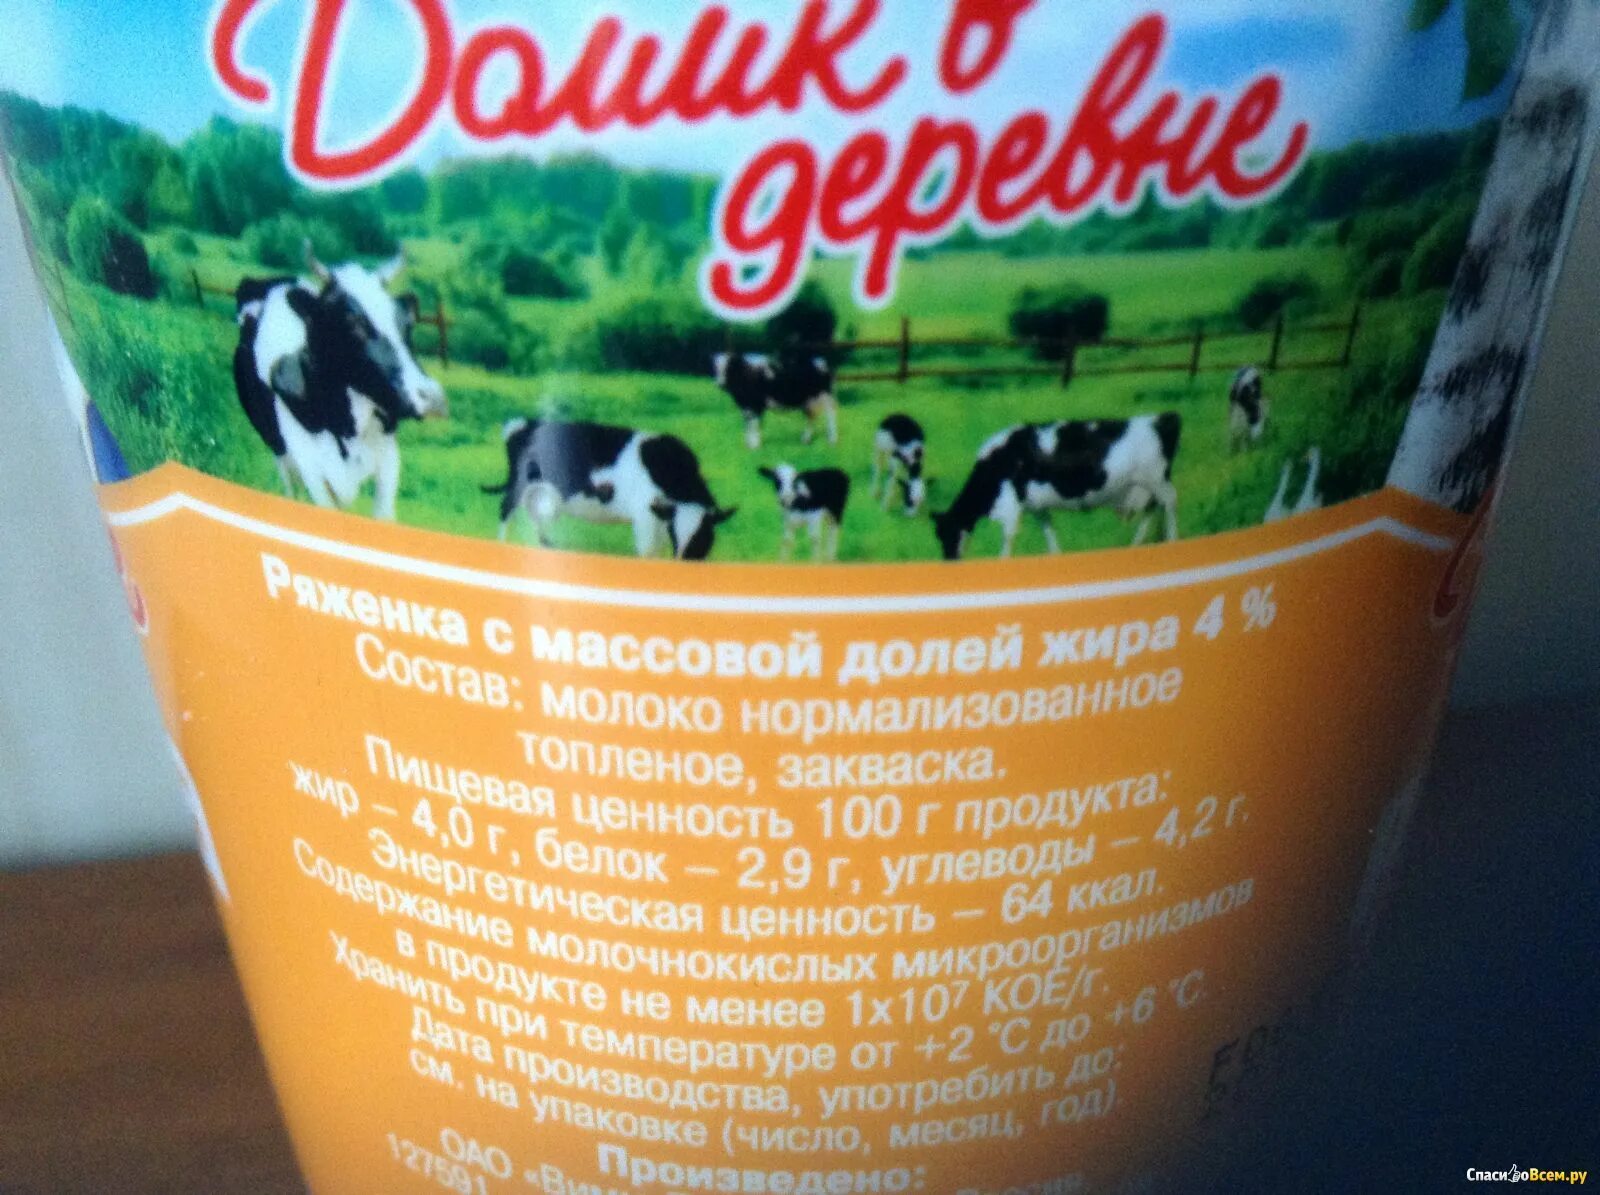 Домик в
деревне
Ряженка с массовой долей жира 4 %
Состав: молоко нормализованное
топленое, закваска.
Пищевая ценность 100 г продукта:
жир – 4,0 г, белок – 2,9 г, углеводы – 4,2 г.
Энергетическая ценность – 64 ккал.
Содержание молочнокислых микроорганизмов
в продукте не менее 1х10⁷ КОЕ/г.
Хранить при температуре от +2 °С до +6 °С.
Дата производства, употребить до:
см. на упаковке (число, месяц, год).
Произведено:
ОАО «Вимм
127591
СпасибоВсем.ру